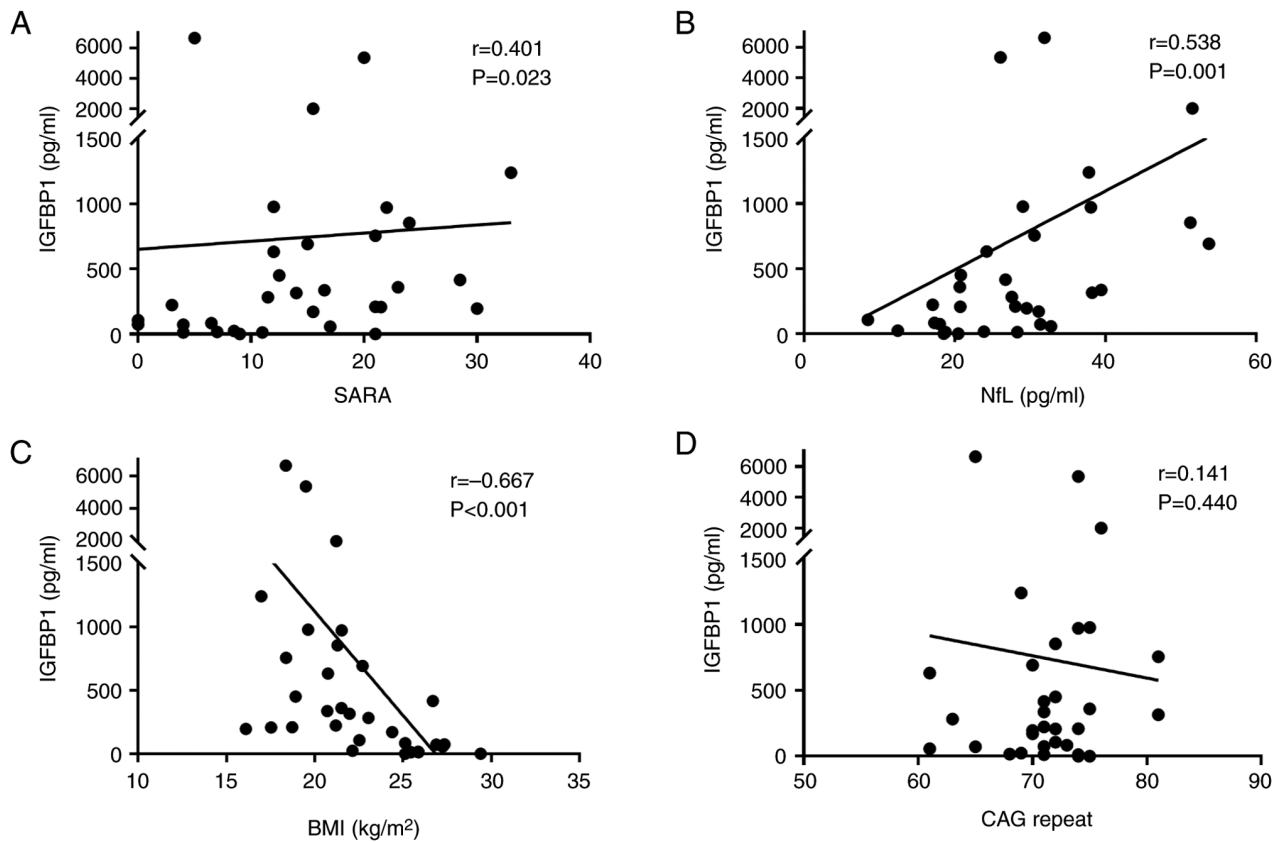 A
IGFBP1 (pg/ml)
6000
4000
2000
1500
1000
500
0
r=0.401
P=0.023
0
10
20
30
40
SARA
B
IGFBP1 (pg/ml)
6000
4000
2000
1500
1000
500
0
r=0.538
P=0.001
0
20
40
60
NfL (pg/ml)
C
IGFBP1 (pg/ml)
6000
4000
2000
1500
1000
500
0
r=–0.667
P<0.001
10
15
20
25
30
35
BMI (kg/m²)
D
IGFBP1 (pg/ml)
6000
4000
2000
1500
1000
500
0
r=0.141
P=0.440
50
60
70
80
90
CAG repeat